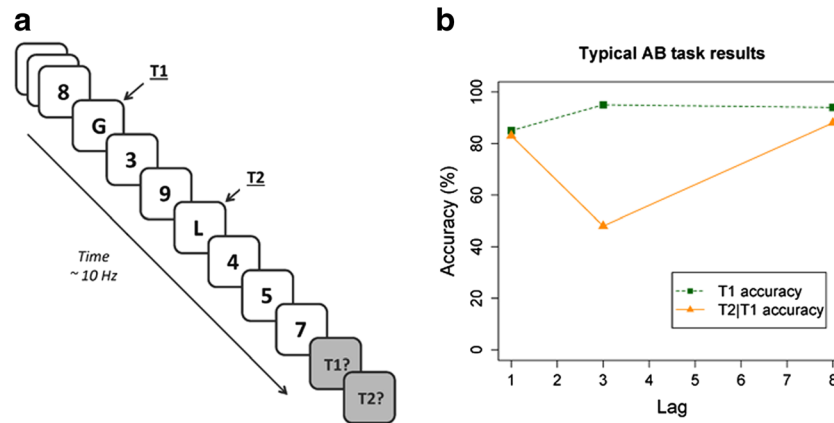 a
8
T1
G
3
9
T2
L
4
5
7
T1?
T2?
Time
~ 10 Hz
b
Typical AB task results
Accuracy (%)
100
80
60
40
20
0
T1 accuracy
T2|T1 accuracy
1 2 3 4 5 6 7 8
Lag